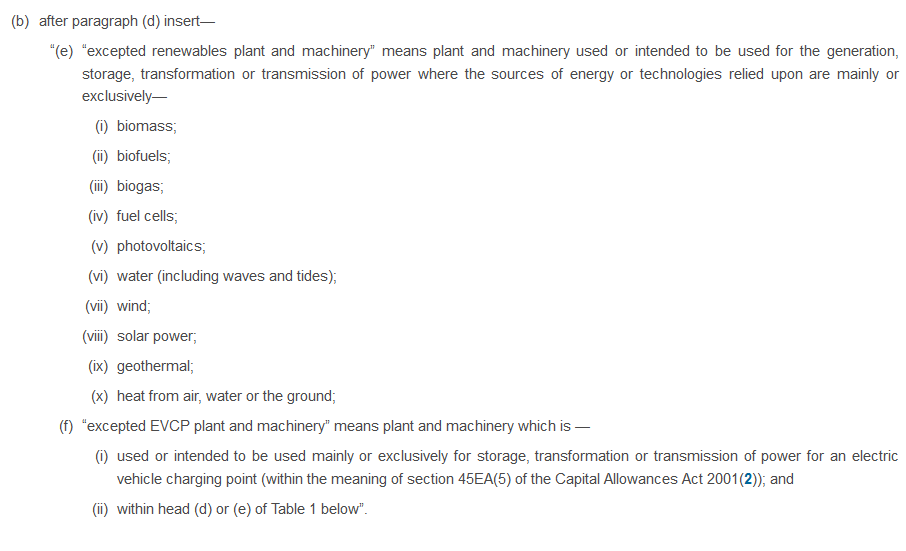 (b) after paragraph (d) insert—
“(e) “excepted renewables plant and machinery” means plant and machinery used or intended to be used for the generation,
storage, transformation or transmission of power where the sources of energy or technologies relied upon are mainly or
exclusively—
(i) biomass;
(ii) biofuels;
(iii) biogas;
(iv) fuel cells;
(v) photovoltaics;
(vi) water (including waves and tides);
(vii) wind;
(viii) solar power;
(ix) geothermal;
(x) heat from air, water or the ground;
(f) “excepted EVCP plant and machinery” means plant and machinery which is —
(i) used or intended to be used mainly or exclusively for storage, transformation or transmission of power for an electric
vehicle charging point (within the meaning of section 45EA(5) of the Capital Allowances Act 2001(2)); and
(ii) within head (d) or (e) of Table 1 below”.